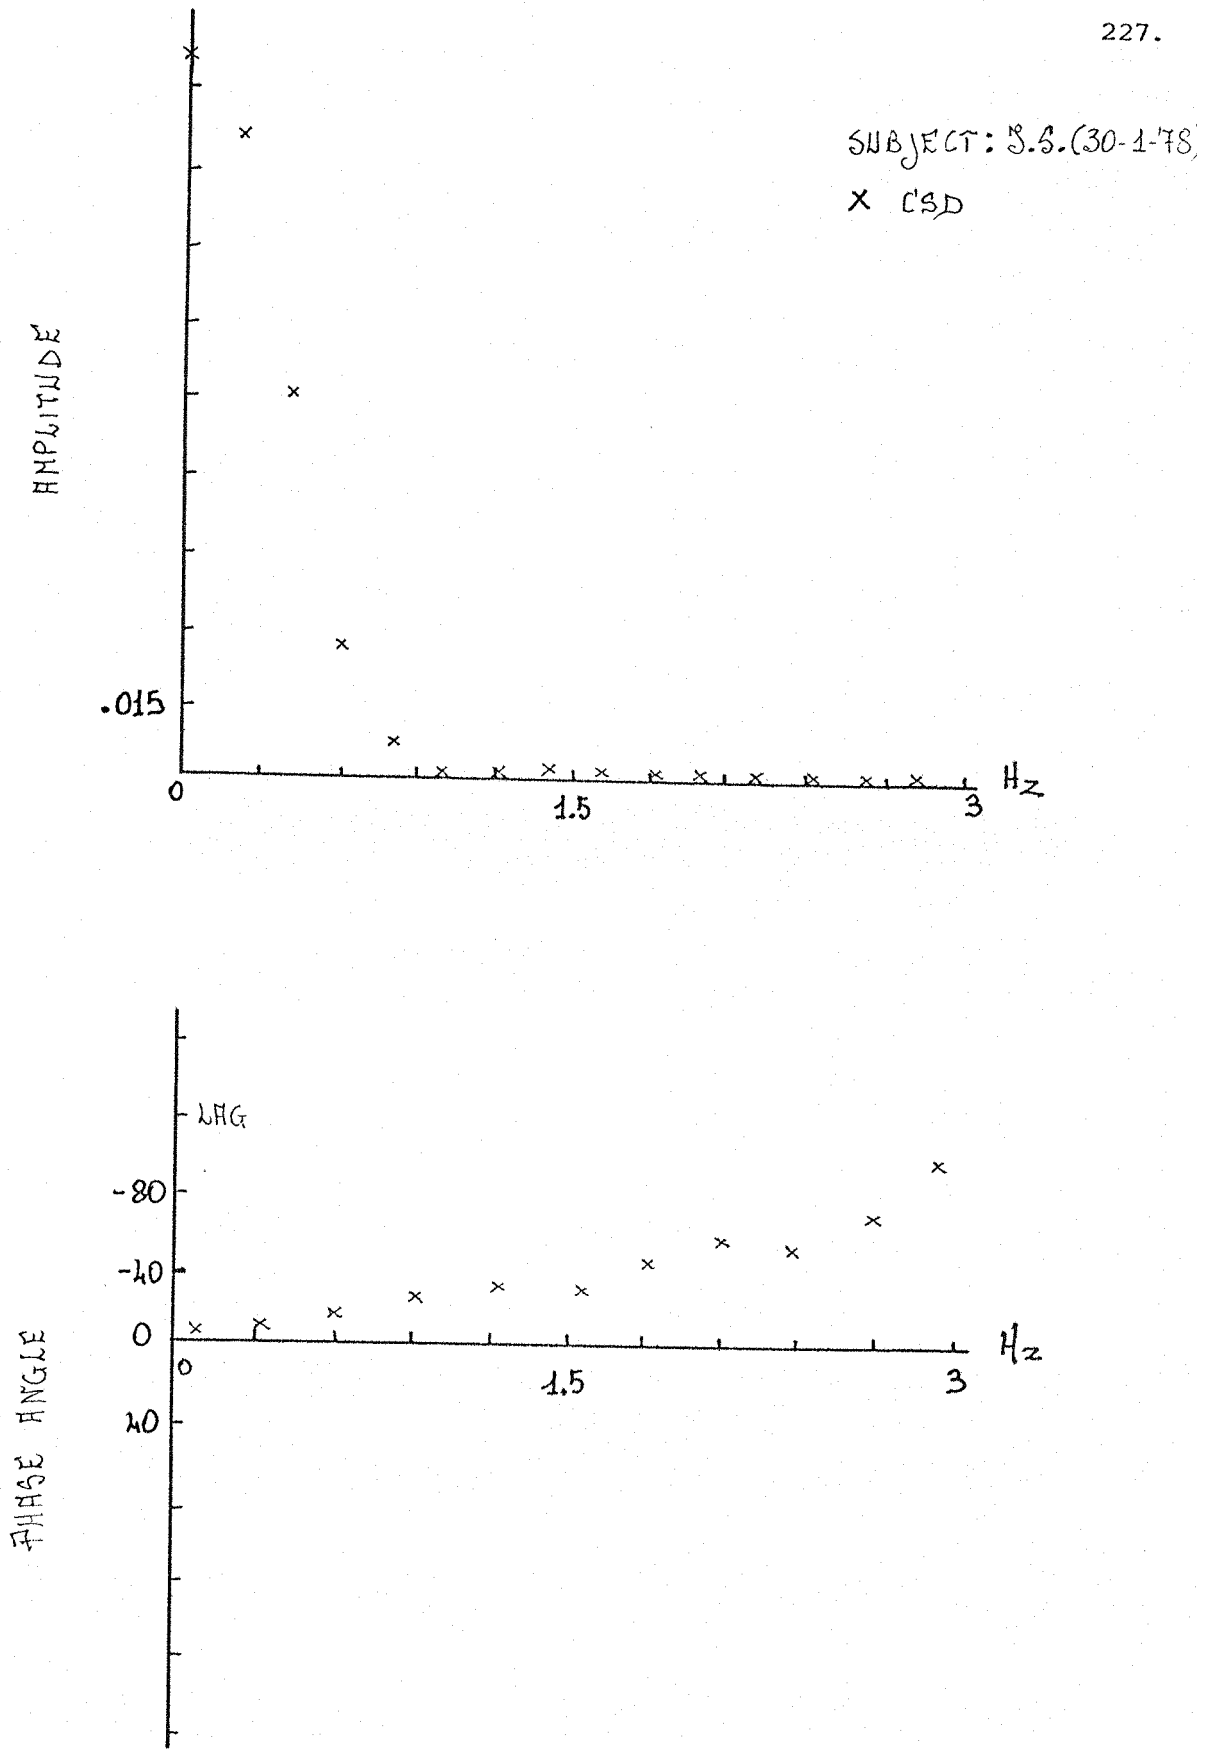 227.
SUBJECT: J.S. (30-1-78)
× CSD
AMPLITUDE
.015
0
1.5
3
Hz
LAG
-80
-40
0
0
1.5
3
Hz
40
PHASE ANGLE